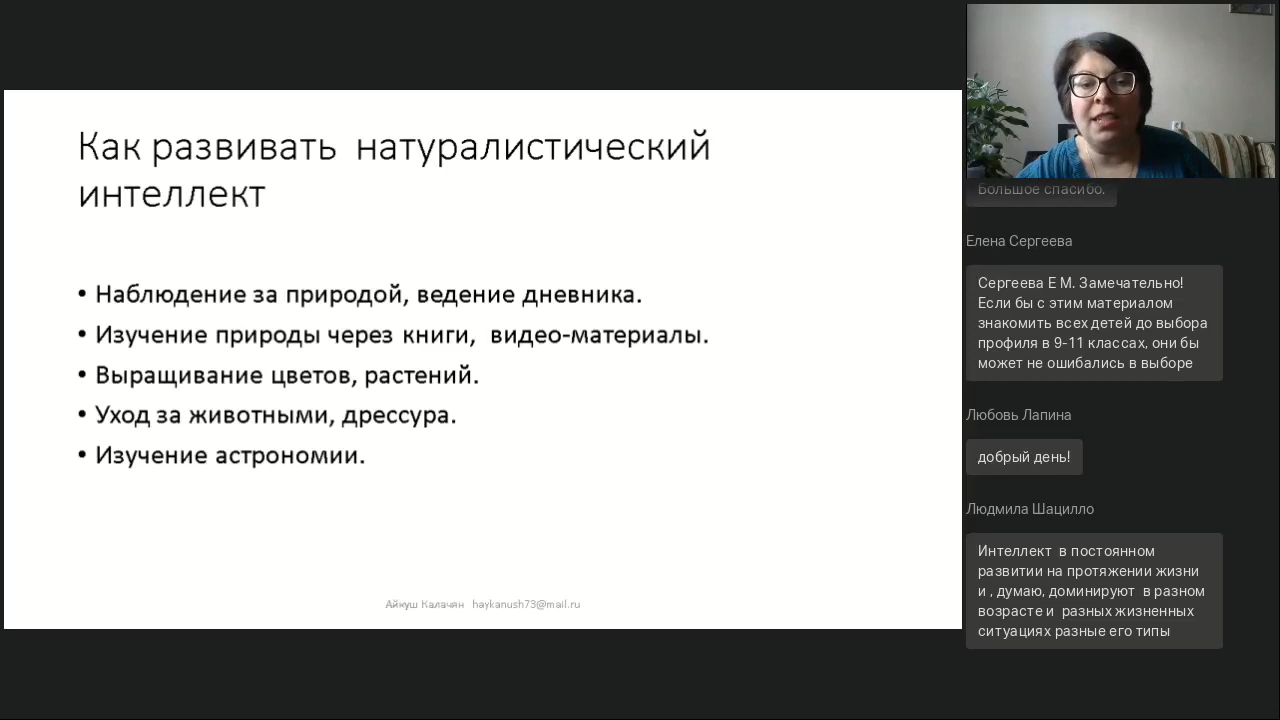 Как развивать натуралистический
интеллект
• Наблюдение за природой, ведение дневника.
• Изучение природы через книги, видео-материалы.
• Выращивание цветов, растений.
• Уход за животными, дрессура.
• Изучение астрономии.
Айкуш Калачян haykanush73@mail.ru
Большое спасибо.
Елена Сергеева
Сергеева Е М. Замечательно!
Если бы с этим материалом
знакомить всех детей до выбора
профиля в 9-11 классах, они бы
может не ошибались в выборе
Любовь Лапина
добрый день!
Людмила Шацилло
Интеллект в постоянном
развитии на протяжении жизни
и , думаю, доминируют в разном
возрасте и разных жизненных
ситуациях разные его типы